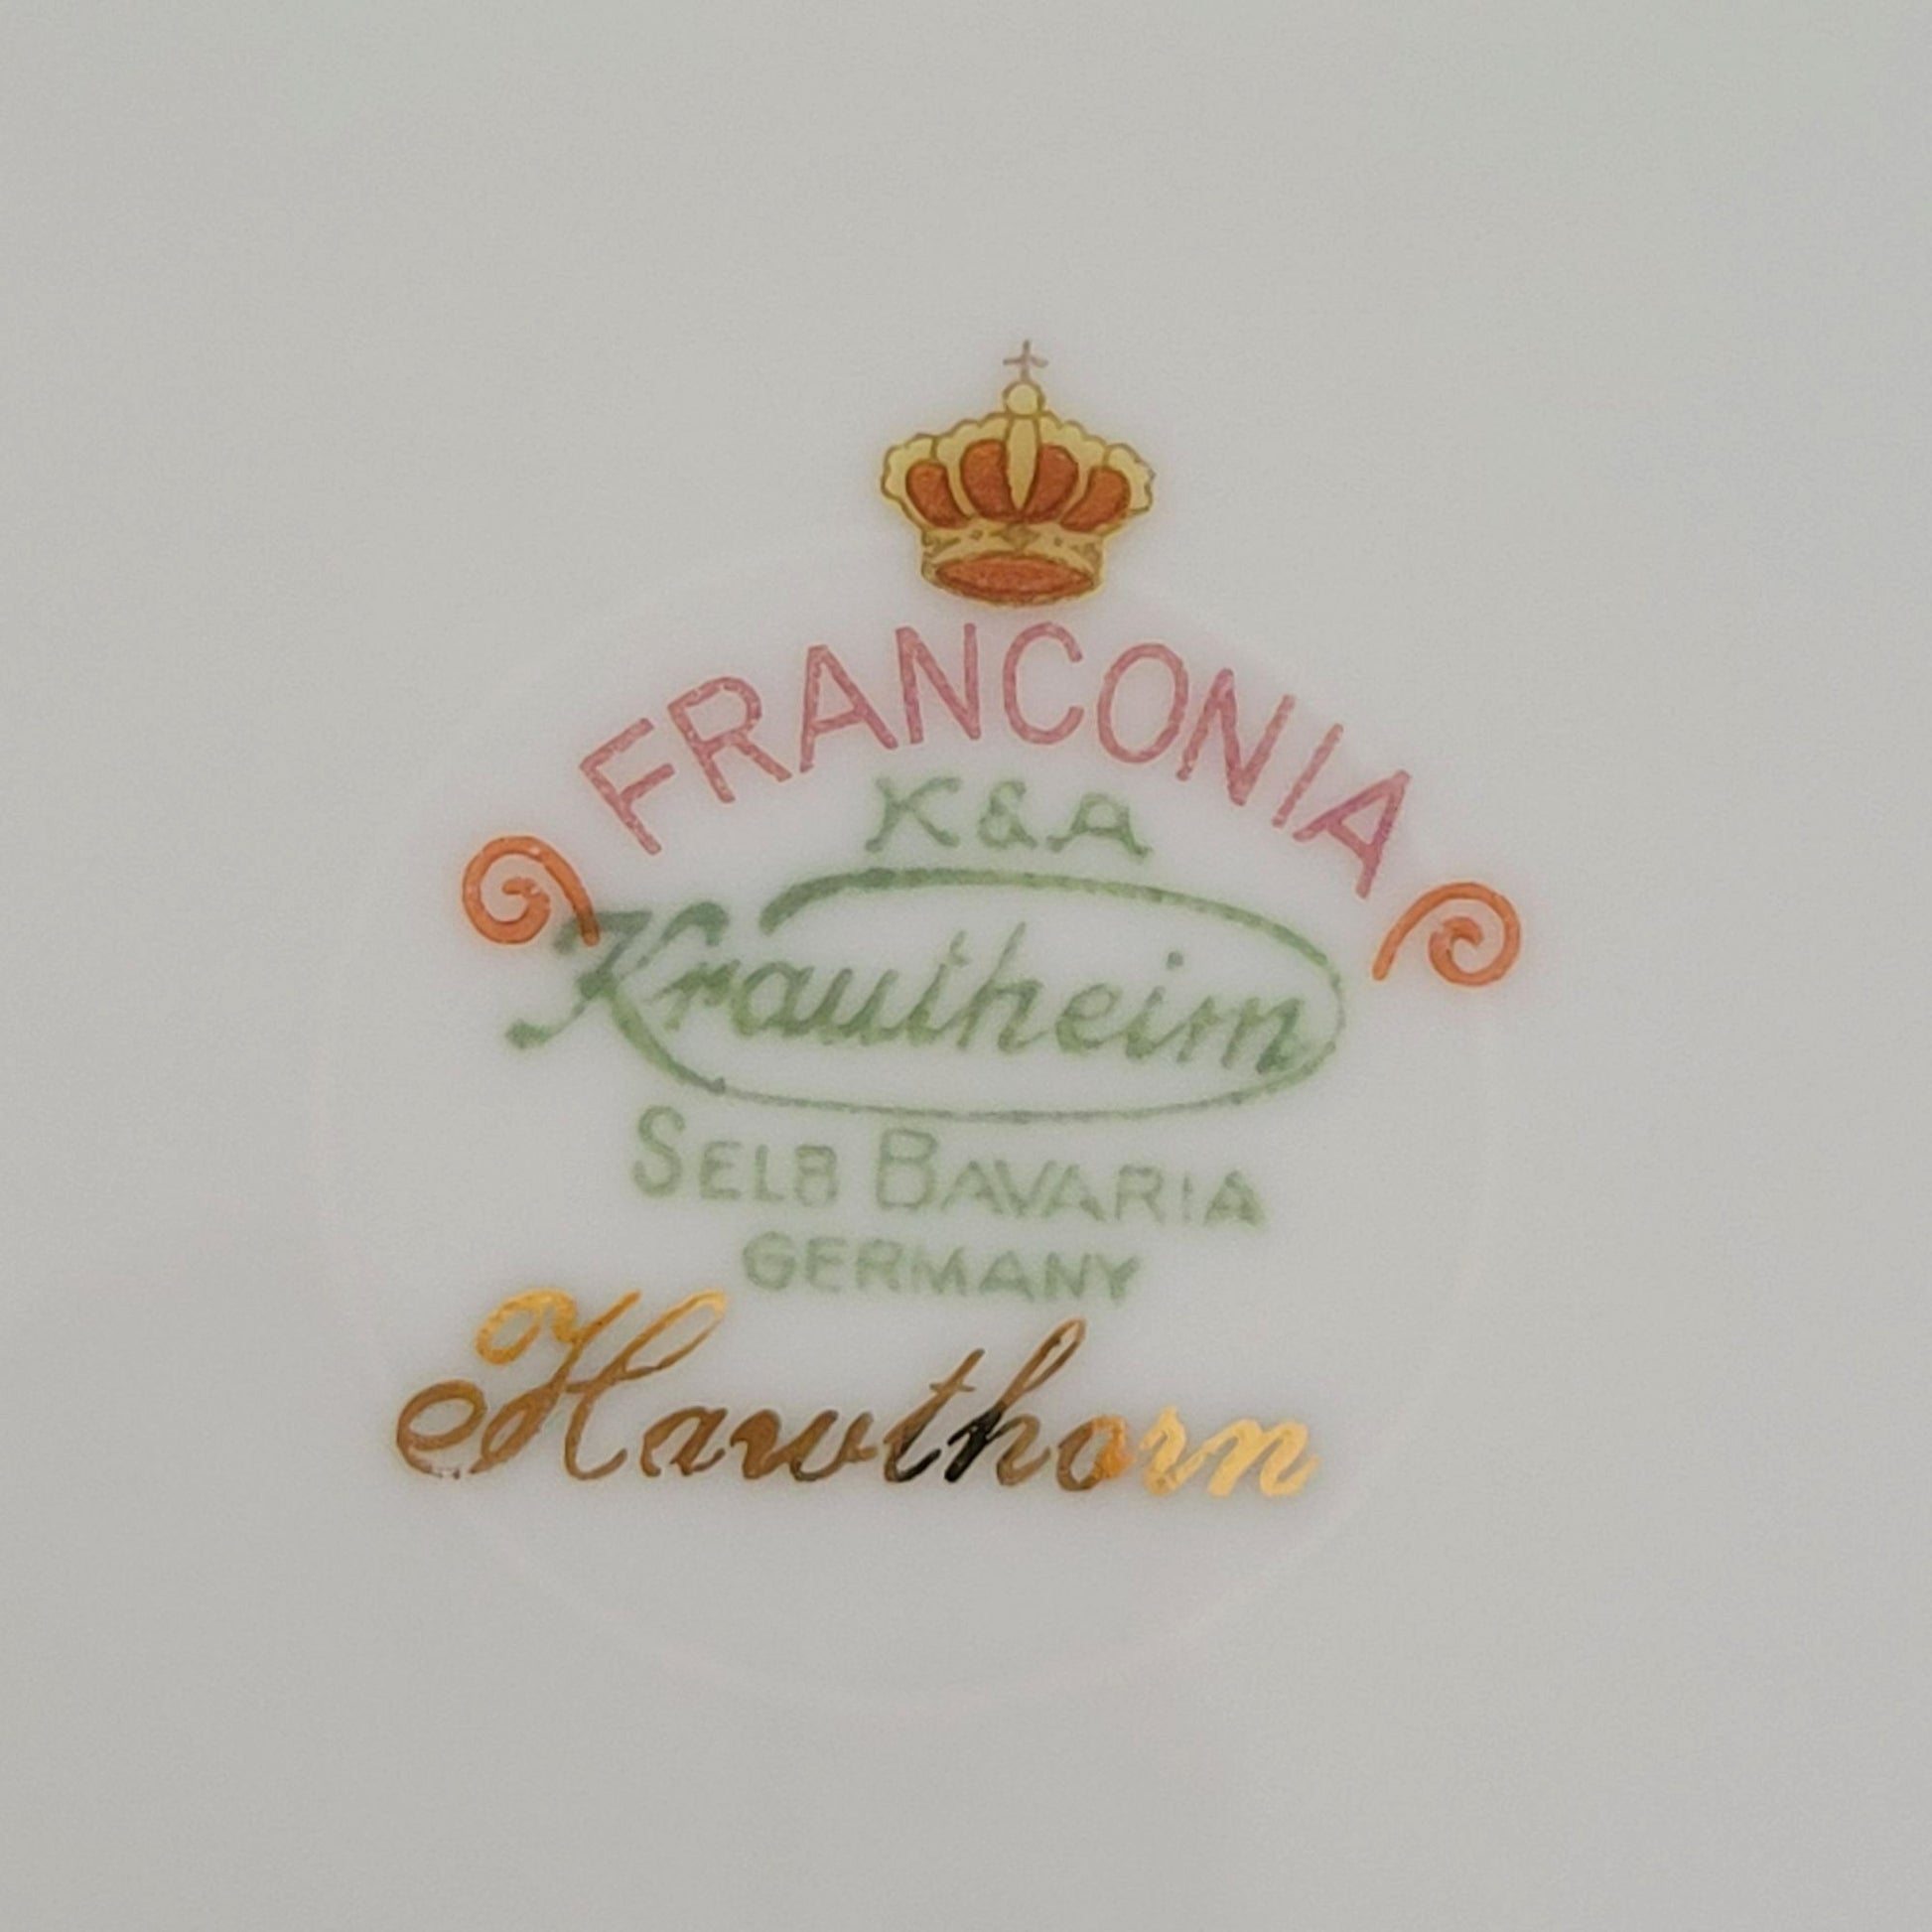 FRANCONIA
K&A
Krautheim
SELB BAVARIA
GERMANY
Hawthorn